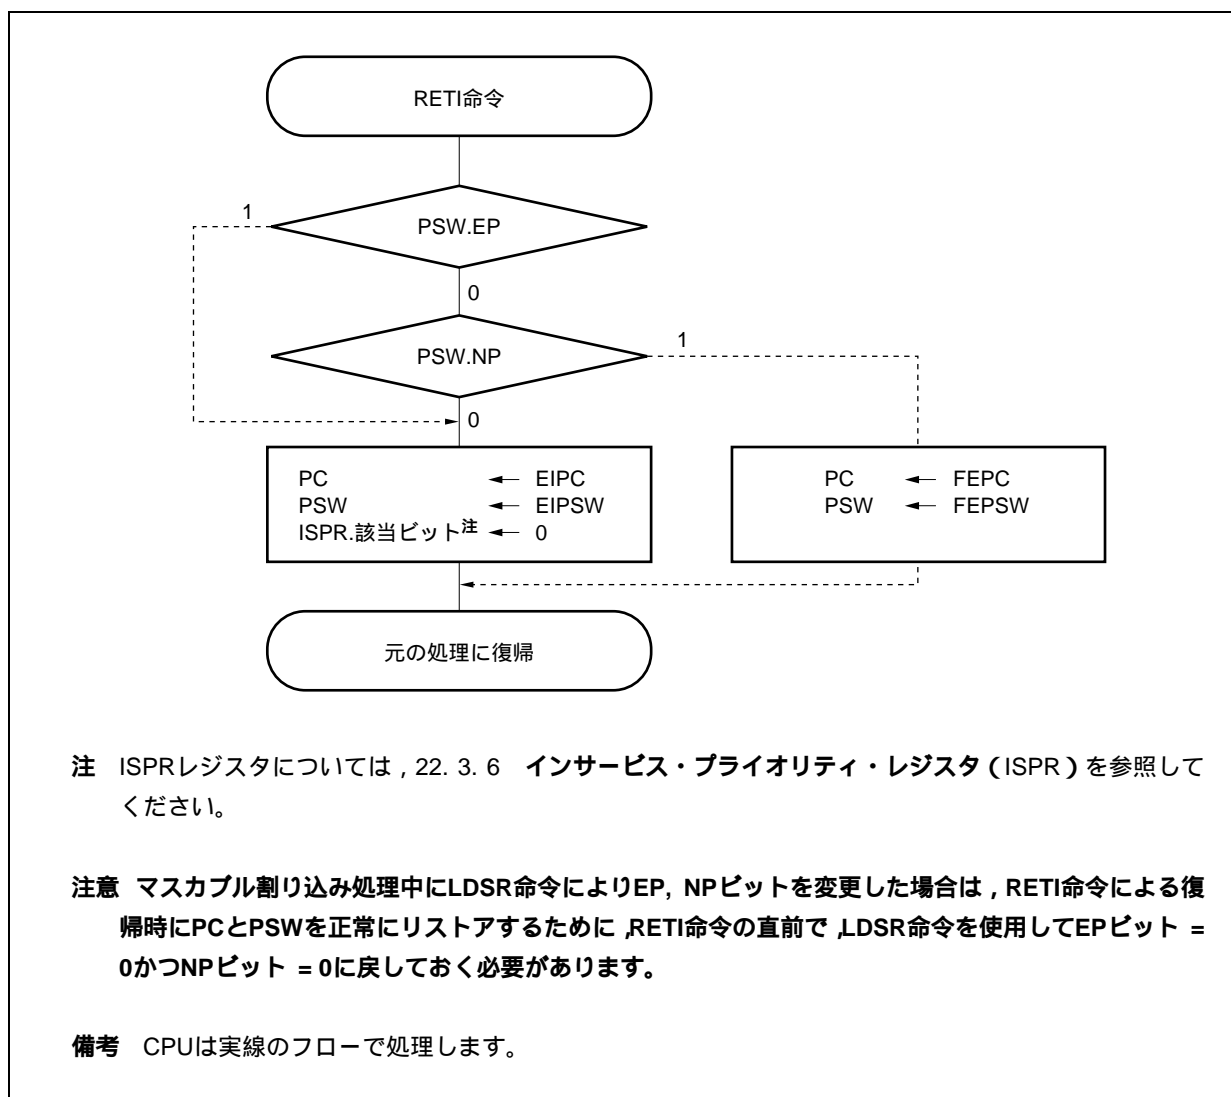 RETI命令
1
PSW.EP
0
PSW.NP
1
0
PC ← EIPC
PSW ← EIPSW
ISPR.該当ビット注 ← 0
PC ← FEPC
PSW ← FEPSW
元の処理に復帰
注 ISPRレジスタについては，22. 3. 6 インサービス・プライオリティ・レジスタ（ISPR）を参照して
ください。
注意 マスカブル割り込み処理中にLDSR命令によりEP, NPビットを変更した場合は，RETI命令による復
帰時にPCとPSWを正常にリストアするために，RETI命令の直前で，LDSR命令を使用してEPビット =
0かつNPビット = 0に戻しておく必要があります。
備考 CPUは実線のフローで処理します。